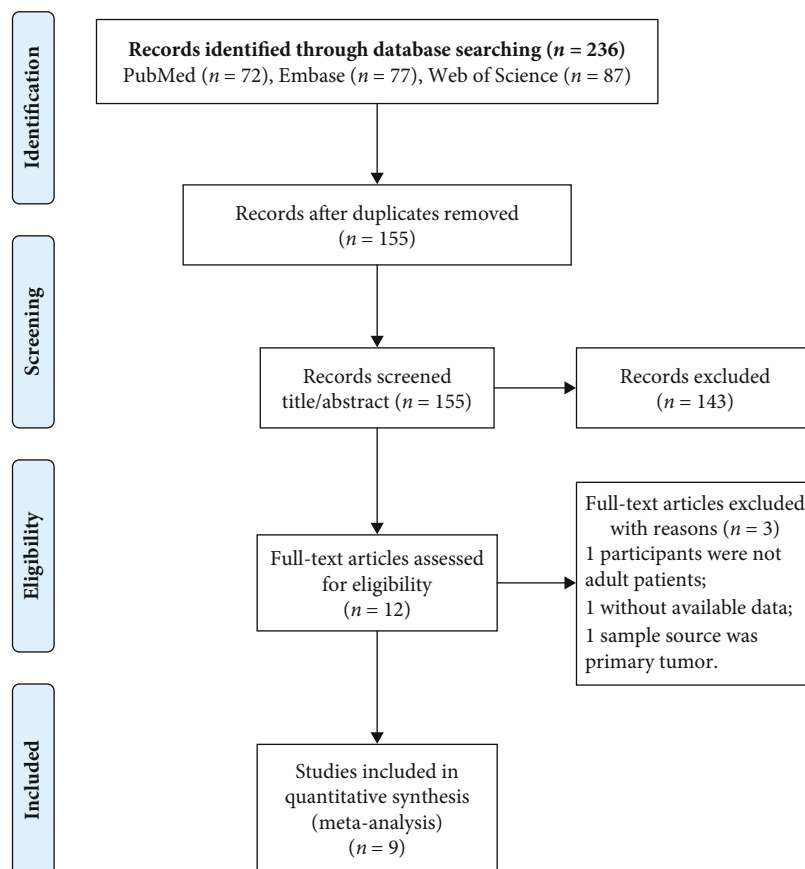 Identification
Records identified through database searching (n = 236)
PubMed (n = 72), Embase (n = 77), Web of Science (n = 87)
Records after duplicates removed
(n = 155)
Screening
Records screened
title/abstract (n = 155)
Records excluded
(n = 143)
Eligibility
Full-text articles assessed
for eligibility
(n = 12)
Full-text articles excluded
with reasons (n = 3)
1 participants were not
adult patients;
1 without available data;
1 sample source was
primary tumor.
Included
Studies included in
quantitative synthesis
(meta-analysis)
(n = 9)